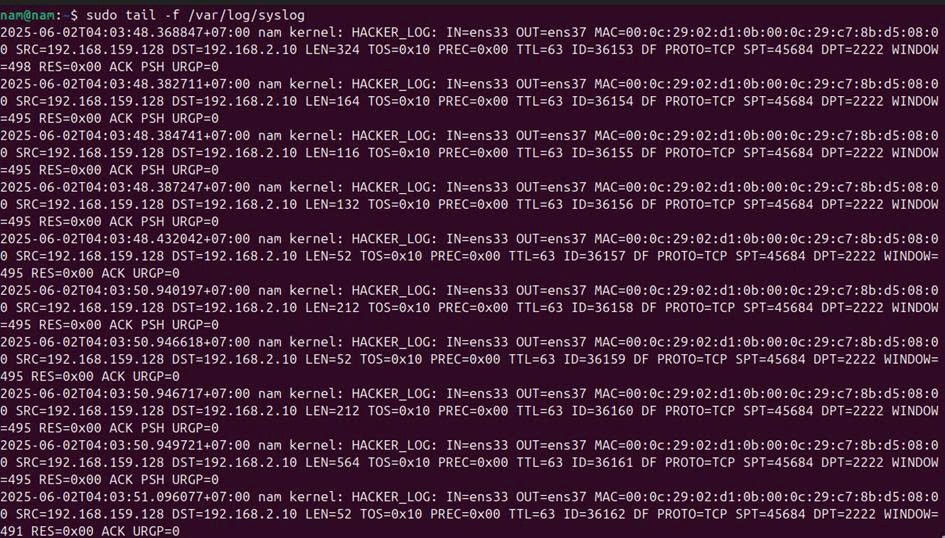 nam@nam:~$ sudo tail -f /var/log/syslog
2025-06-02T04:03:48.368847+07:00 nam kernel: HACKER_LOG: IN=ens33 OUT=ens37 MAC=00:0c:29:02:d1:0b:00:0c:29:c7:8b:d5:08:0
0 SRC=192.168.159.128 DST=192.168.2.10 LEN=324 TOS=0x10 PREC=0x00 TTL=63 ID=36153 DF PROTO=TCP SPT=45684 DPT=2222 WINDOW
=498 RES=0x00 ACK PSH URGP=0
2025-06-02T04:03:48.382711+07:00 nam kernel: HACKER_LOG: IN=ens33 OUT=ens37 MAC=00:0c:29:02:d1:0b:00:0c:29:c7:8b:d5:08:0
0 SRC=192.168.159.128 DST=192.168.2.10 LEN=164 TOS=0x10 PREC=0x00 TTL=63 ID=36154 DF PROTO=TCP SPT=45684 DPT=2222 WINDOW
=495 RES=0x00 ACK PSH URGP=0
2025-06-02T04:03:48.384741+07:00 nam kernel: HACKER_LOG: IN=ens33 OUT=ens37 MAC=00:0c:29:02:d1:0b:00:0c:29:c7:8b:d5:08:0
0 SRC=192.168.159.128 DST=192.168.2.10 LEN=116 TOS=0x10 PREC=0x00 TTL=63 ID=36155 DF PROTO=TCP SPT=45684 DPT=2222 WINDOW
=495 RES=0x00 ACK PSH URGP=0
2025-06-02T04:03:48.387247+07:00 nam kernel: HACKER_LOG: IN=ens33 OUT=ens37 MAC=00:0c:29:02:d1:0b:00:0c:29:c7:8b:d5:08:0
0 SRC=192.168.159.128 DST=192.168.2.10 LEN=132 TOS=0x10 PREC=0x00 TTL=63 ID=36156 DF PROTO=TCP SPT=45684 DPT=2222 WINDOW
=495 RES=0x00 ACK PSH URGP=0
2025-06-02T04:03:48.432042+07:00 nam kernel: HACKER_LOG: IN=ens33 OUT=ens37 MAC=00:0c:29:02:d1:0b:00:0c:29:c7:8b:d5:08:0
0 SRC=192.168.159.128 DST=192.168.2.10 LEN=52 TOS=0x10 PREC=0x00 TTL=63 ID=36157 DF PROTO=TCP SPT=45684 DPT=2222 WINDOW=
495 RES=0x00 ACK URGP=0
2025-06-02T04:03:50.940197+07:00 nam kernel: HACKER_LOG: IN=ens33 OUT=ens37 MAC=00:0c:29:02:d1:0b:00:0c:29:c7:8b:d5:08:0
0 SRC=192.168.159.128 DST=192.168.2.10 LEN=212 TOS=0x10 PREC=0x00 TTL=63 ID=36158 DF PROTO=TCP SPT=45684 DPT=2222 WINDOW
=495 RES=0x00 ACK PSH URGP=0
2025-06-02T04:03:50.946618+07:00 nam kernel: HACKER_LOG: IN=ens33 OUT=ens37 MAC=00:0c:29:02:d1:0b:00:0c:29:c7:8b:d5:08:0
0 SRC=192.168.159.128 DST=192.168.2.10 LEN=52 TOS=0x10 PREC=0x00 TTL=63 ID=36159 DF PROTO=TCP SPT=45684 DPT=2222 WINDOW=
495 RES=0x00 ACK URGP=0
2025-06-02T04:03:50.946717+07:00 nam kernel: HACKER_LOG: IN=ens33 OUT=ens37 MAC=00:0c:29:02:d1:0b:00:0c:29:c7:8b:d5:08:0
0 SRC=192.168.159.128 DST=192.168.2.10 LEN=212 TOS=0x10 PREC=0x00 TTL=63 ID=36160 DF PROTO=TCP SPT=45684 DPT=2222 WINDOW
=495 RES=0x00 ACK PSH URGP=0
2025-06-02T04:03:50.949721+07:00 nam kernel: HACKER_LOG: IN=ens33 OUT=ens37 MAC=00:0c:29:02:d1:0b:00:0c:29:c7:8b:d5:08:0
0 SRC=192.168.159.128 DST=192.168.2.10 LEN=564 TOS=0x10 PREC=0x00 TTL=63 ID=36161 DF PROTO=TCP SPT=45684 DPT=2222 WINDOW
=495 RES=0x00 ACK PSH URGP=0
2025-06-02T04:03:51.096077+07:00 nam kernel: HACKER_LOG: IN=ens33 OUT=ens37 MAC=00:0c:29:02:d1:0b:00:0c:29:c7:8b:d5:08:0
0 SRC=192.168.159.128 DST=192.168.2.10 LEN=52 TOS=0x10 PREC=0x00 TTL=63 ID=36162 DF PROTO=TCP SPT=45684 DPT=2222 WINDOW=
491 RES=0x00 ACK URGP=0